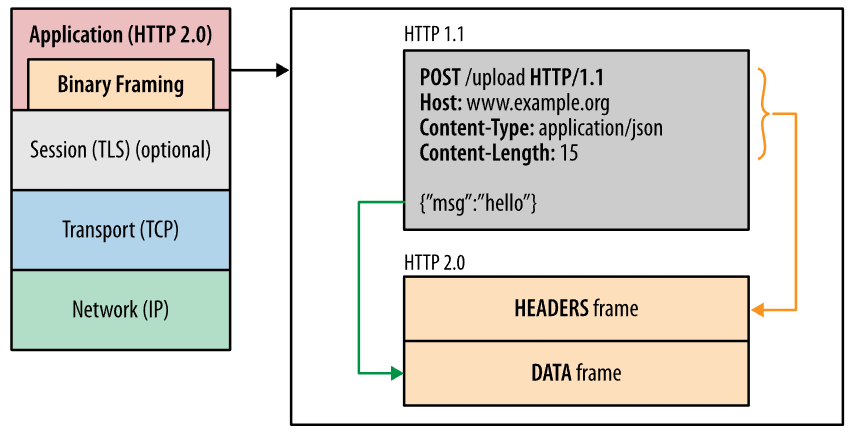 Application (HTTP 2.0)
Binary Framing
Session (TLS) (optional)
Transport (TCP)
Network (IP)
HTTP 1.1
POST /upload HTTP/1.1
Host: www.example.org
Content-Type: application/json
Content-Length: 15
{"msg":"hello"}
HTTP 2.0
HEADERS frame
DATA frame